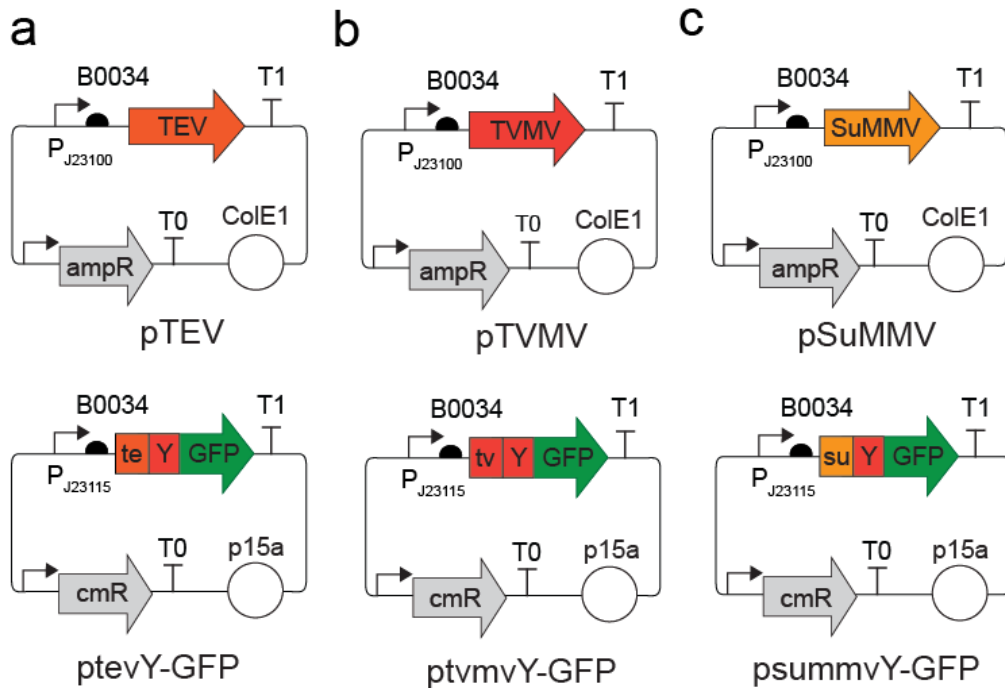 a
B0034
T1
TEV
PJ23100
ampR
T0
ColE1
pTEV
B0034
T1
te Y GFP
PJ23115
cmR
T0
p15a
ptevY-GFP
b
B0034
T1
TVMV
PJ23100
ampR
T0
ColE1
pTVMV
B0034
T1
tv Y GFP
PJ23115
cmR
T0
p15a
ptvmvY-GFP
c
B0034
T1
SuMMV
PJ23100
ampR
T0
ColE1
pSuMMV
B0034
T1
su Y GFP
PJ23115
cmR
T0
p15a
psummvY-GFP